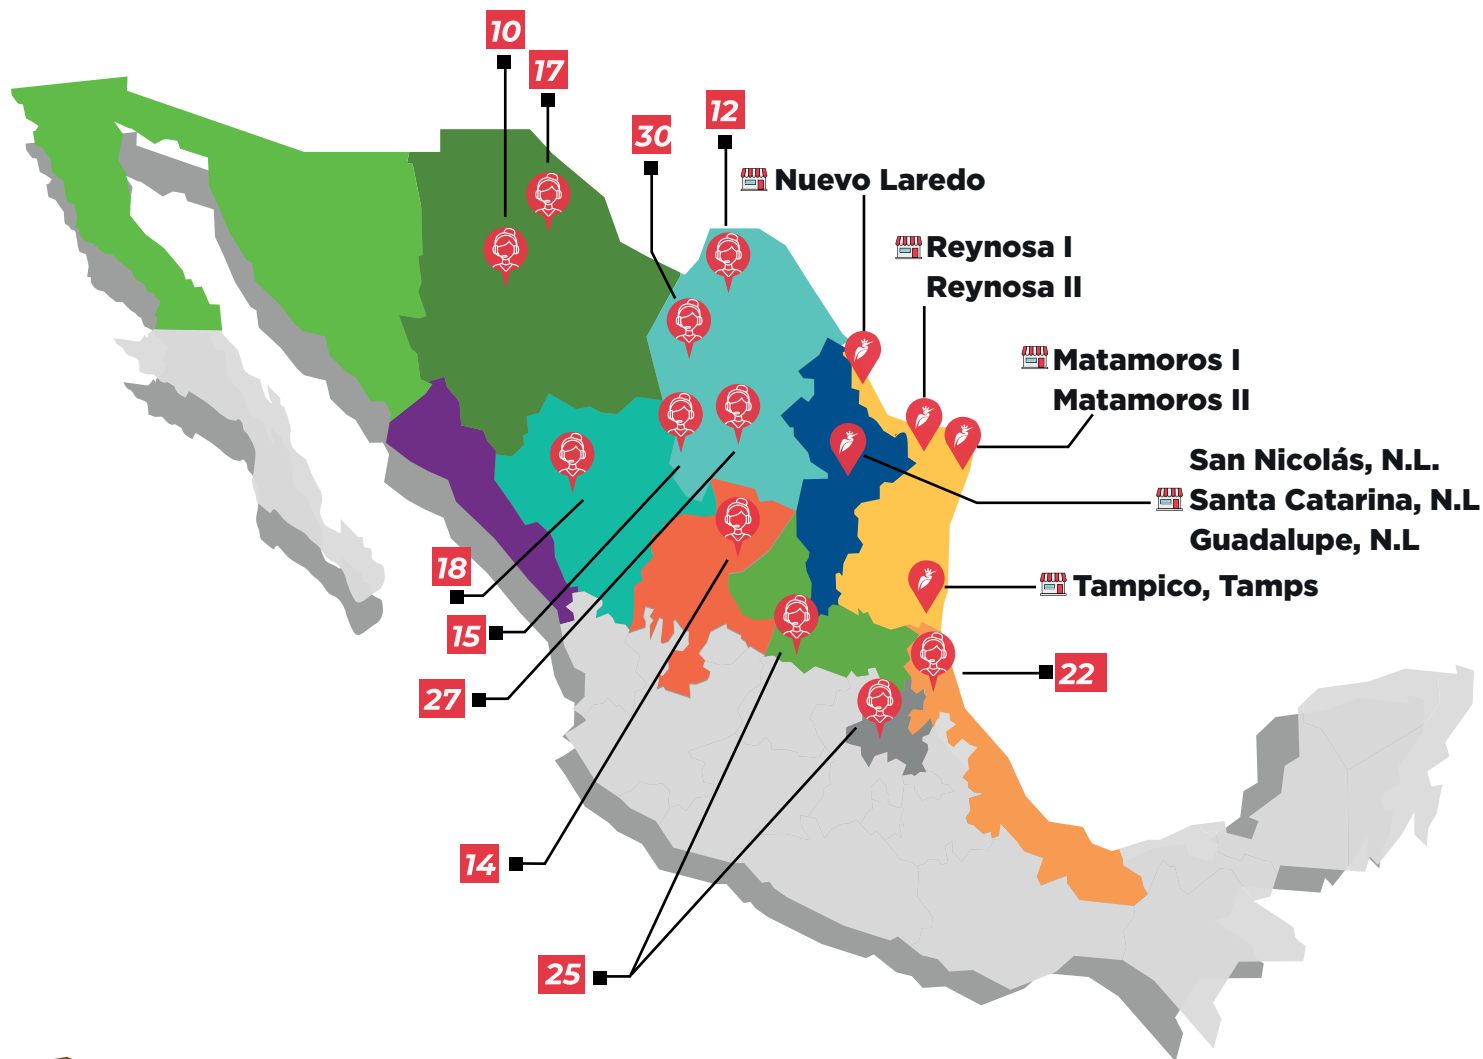 10
17
30
12
Nuevo Laredo
Reynosa I
Reynosa II
Matamoros I
Matamoros II
San Nicolás, N.L.
Santa Catarina, N.L
Guadalupe, N.L
18
Tampico, Tamps
15
22
27
14
25